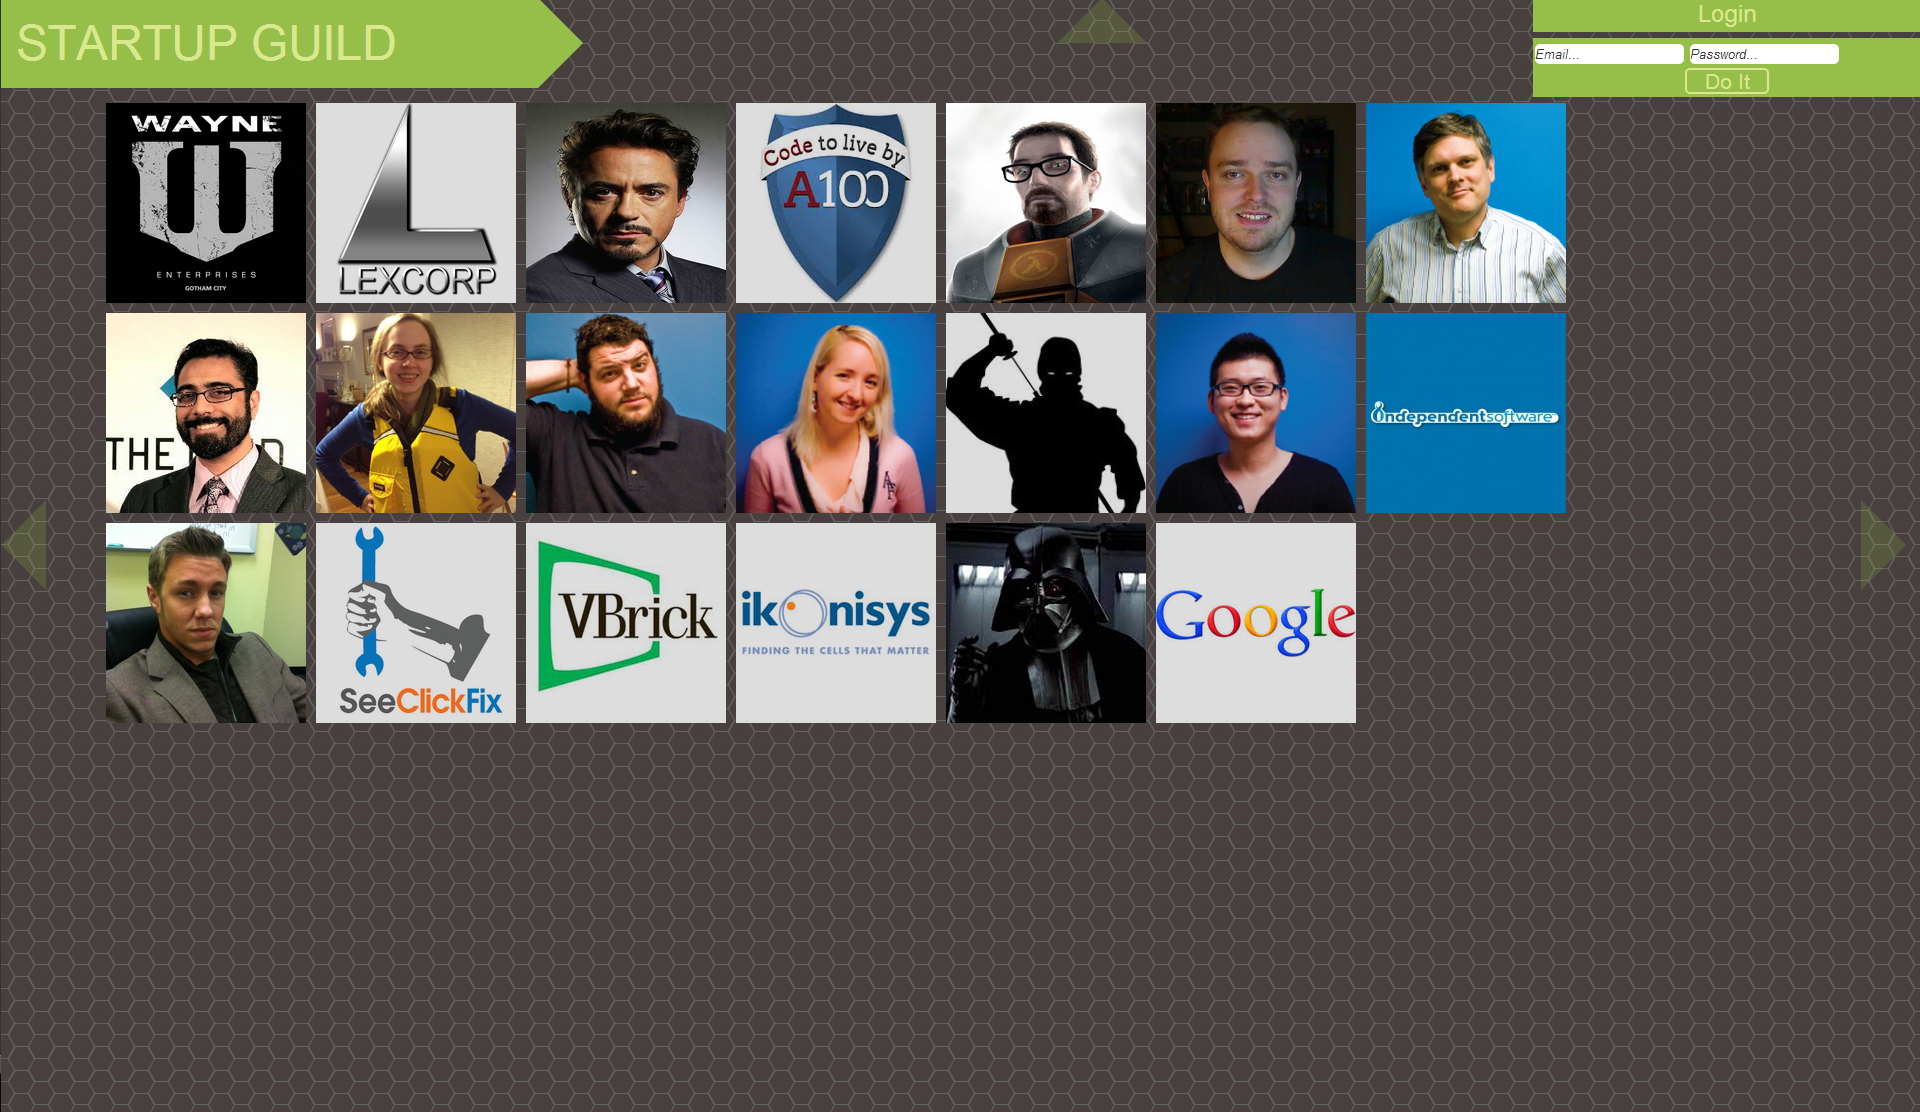 STARTUP GUILD
Login
Email...
Password...
Do It
WAYNE
ENTERPRISES
GOTHAM CITY
LEXCORP
Code to live by
A100
THE
independentsoftware
SeeClickFix
VBrick
ikonisys
FINDING THE CELLS THAT MATTER
Google